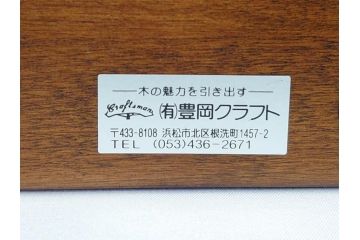 木の魅力を引き出す
Craftsman ㈲豊岡クラフト
〒433-8108 浜松市北区根洗町1457-2
TEL (053)436-2671